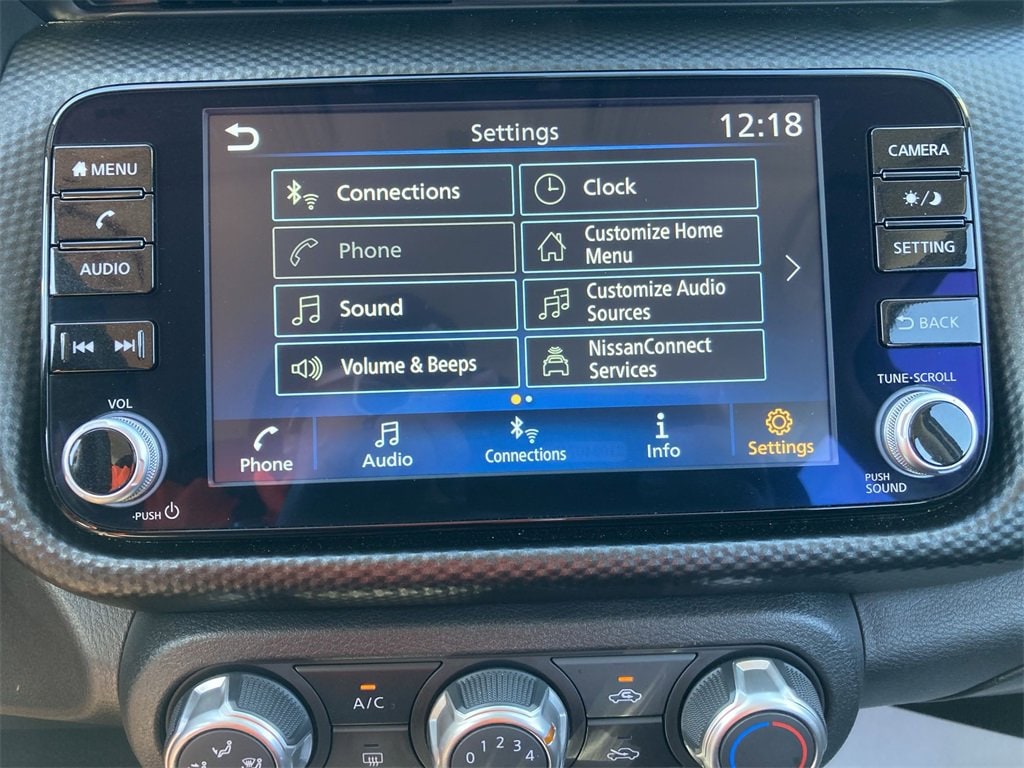 Settings
12:18
MENU
AUDIO
VOL
PUSH
Connections
Phone
Sound
Volume & Beeps
Clock
Customize Home
Menu
Customize Audio
Sources
NissanConnect
Services
Phone
Audio
Connections
Info
Settings
CAMERA
SETTING
BACK
TUNE·SCROLL
PUSH
SOUND
A/C
0 1 2 3 4